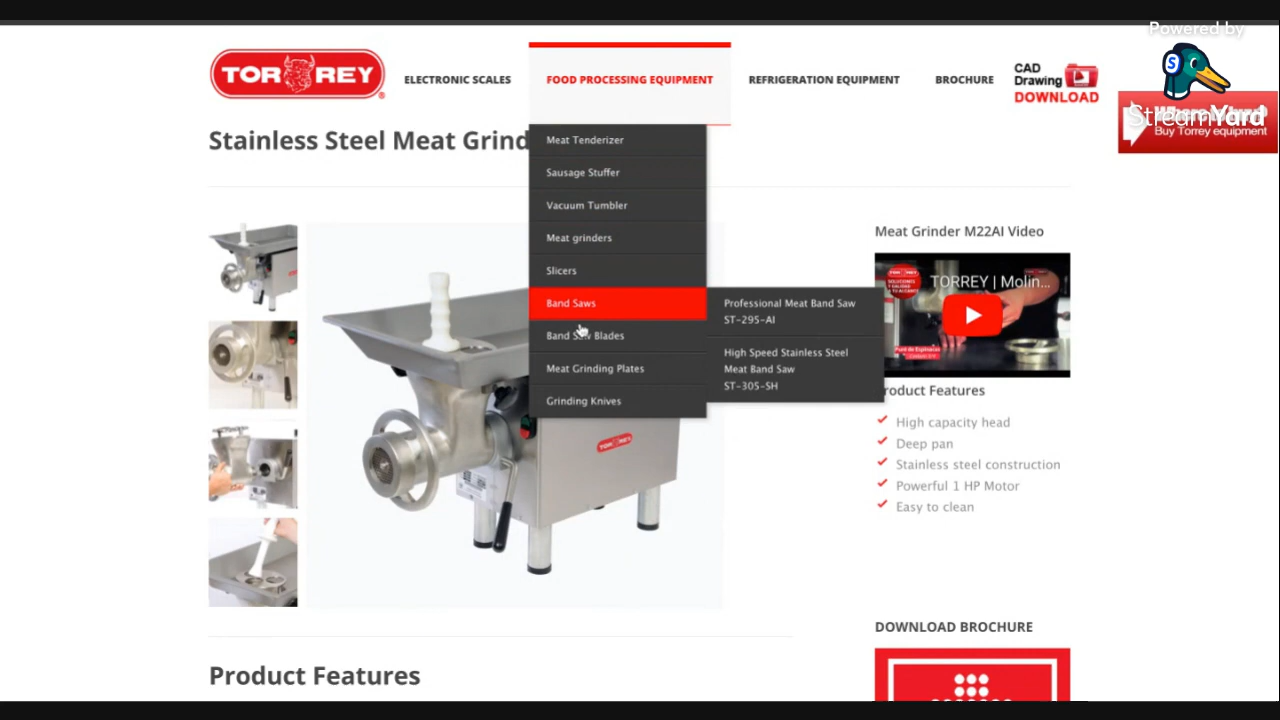 Powered by
StreamYard
TORREY
ELECTRONIC SCALES
FOOD PROCESSING EQUIPMENT
REFRIGERATION EQUIPMENT
BROCHURE
CAD
Drawing
DOWNLOAD
Buy Torrey equipment
Stainless Steel Meat Grind
Meat Tenderizer
Sausage Stuffer
Vacuum Tumbler
Meat grinders
Slicers
Band Saws
Band Saw Blades
Meat Grinding Plates
Grinding Knives
Professional Meat Band Saw
ST-295-AI
High Speed Stainless Steel
Meat Band Saw
ST-305-SH
TORREY
Meat Grinder M22AI Video
TORREY | Molin...
roduct Features
High capacity head
Deep pan
Stainless steel construction
Powerful 1 HP Motor
Easy to clean
DOWNLOAD BROCHURE
Product Features